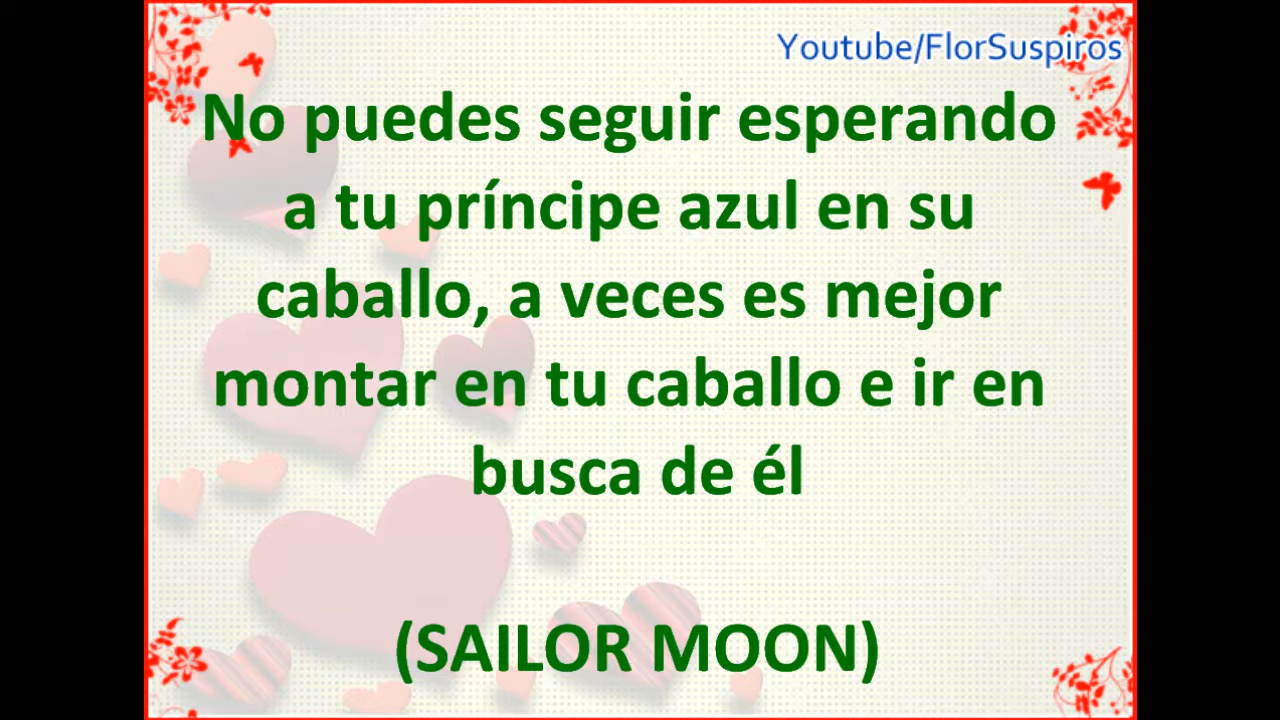 Youtube/FlorSuspiros
No puedes seguir esperando
a tu príncipe azul en su
caballo, a veces es mejor
montar en tu caballo e ir en
busca de él
(SAILOR MOON)